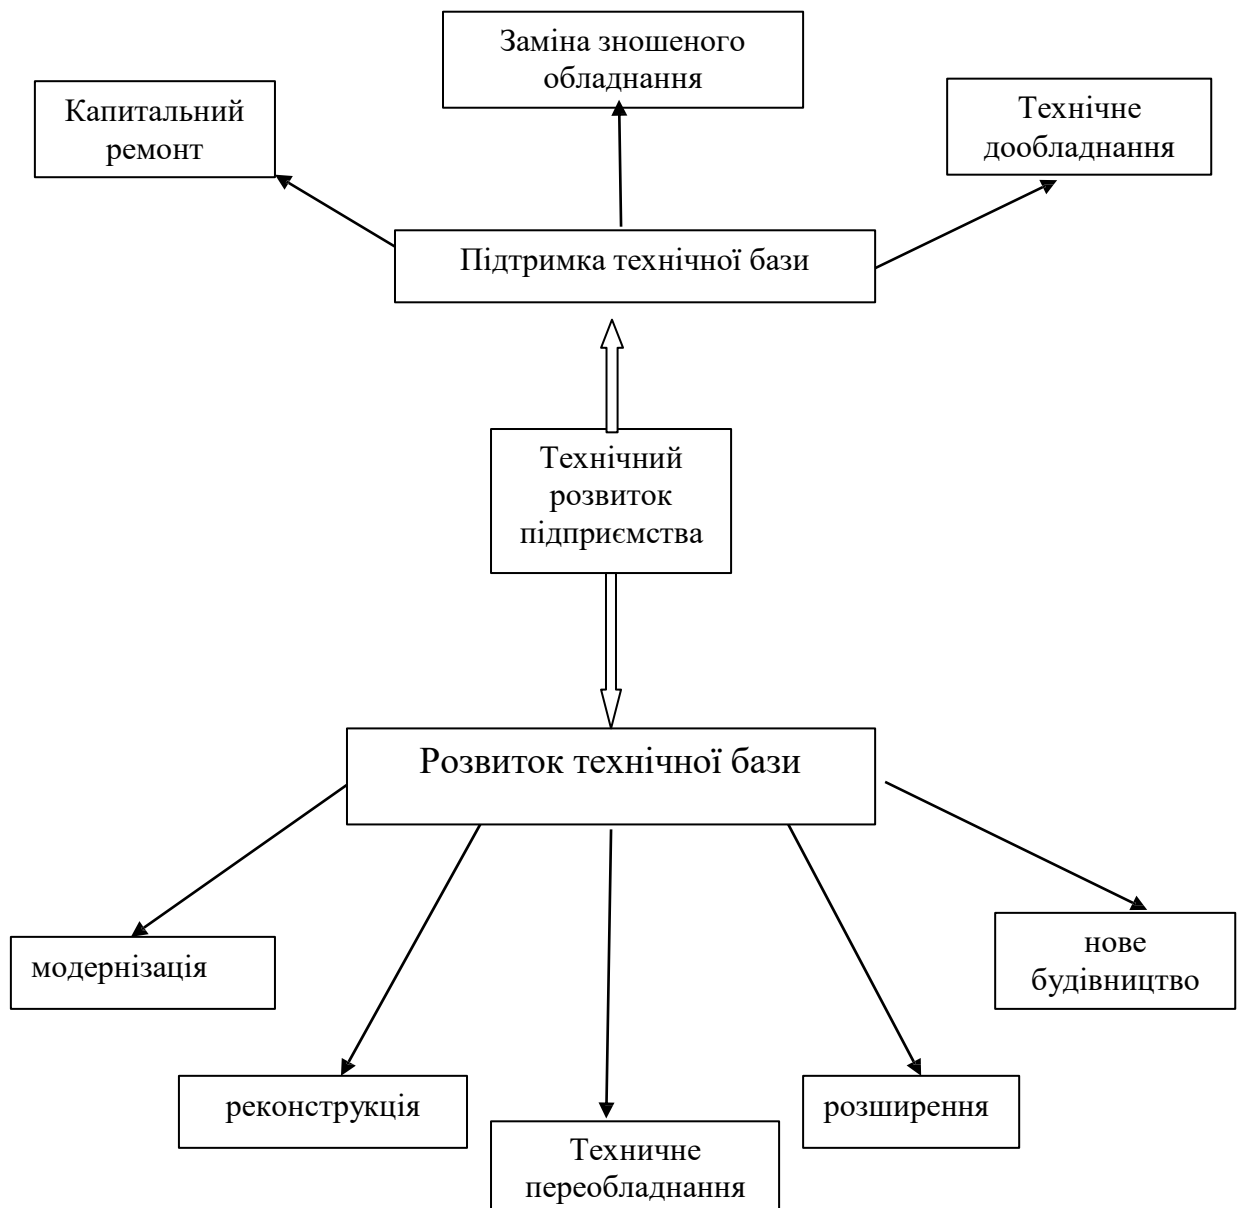 Заміна зношеного
обладнання
Капитальний
ремонт
Технічне
дообладнання
Підтримка технічної бази
Технічний
розвиток
підприємства
Розвиток технічної бази
модернізація
нове
будівництво
реконструкція
розширення
Техничне
переобладнання